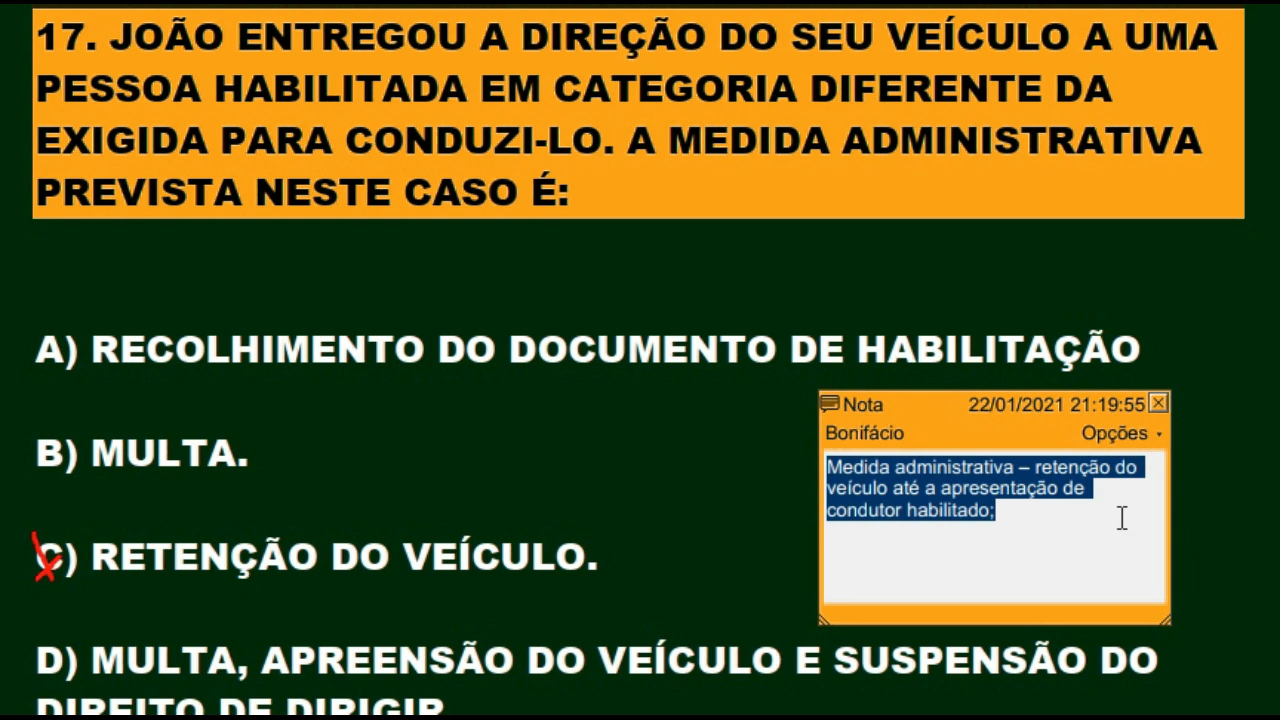 17. JOÃO ENTREGOU A DIREÇÃO DO SEU VEÍCULO A UMA
PESSOA HABILITADA EM CATEGORIA DIFERENTE DA
EXIGIDA PARA CONDUZI-LO. A MEDIDA ADMINISTRATIVA
PREVISTA NESTE CASO É:
A) RECOLHIMENTO DO DOCUMENTO DE HABILITAÇÃO
B) MULTA.
C) RETENÇÃO DO VEÍCULO.
Nota 22/01/2021 21:19:55
Bonifácio Opções
Medida administrativa – retenção do
veículo até a apresentação de
condutor habilitado;
D) MULTA, APREENSÃO DO VEÍCULO E SUSPENSÃO DO
DIREITO DE DIRIGIR